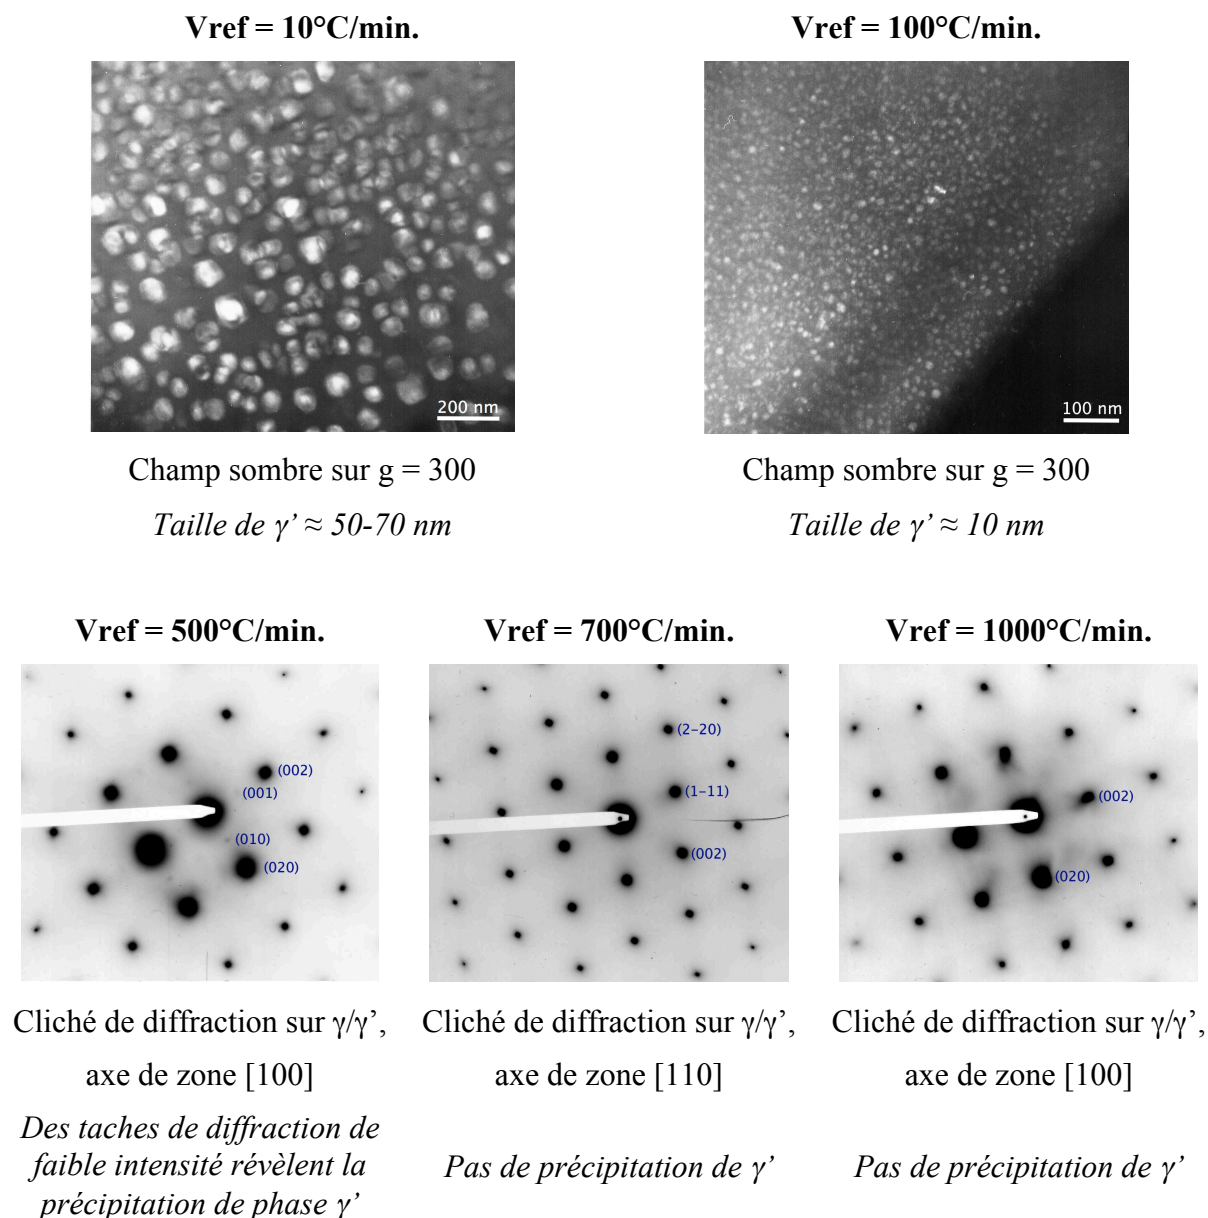 Vref = 10°C/min.
Vref = 100°C/min.
200 nm
100 nm
Champ sombre sur g = 300
Champ sombre sur g = 300
Taille de γ’ ≈ 50-70 nm
Taille de γ’ ≈ 10 nm
Vref = 500°C/min.
Vref = 700°C/min.
Vref = 1000°C/min.
(002)
(001)
(010)
(020)
(2-20)
(1-11)
(002)
(002)
(020)
Cliché de diffraction sur γ/γ’,
axe de zone [100]
Des taches de diffraction de
faible intensité révèlent la
précipitation de phase γ’
Cliché de diffraction sur γ/γ’,
axe de zone [110]
Pas de précipitation de γ’
Cliché de diffraction sur γ/γ’,
axe de zone [100]
Pas de précipitation de γ’